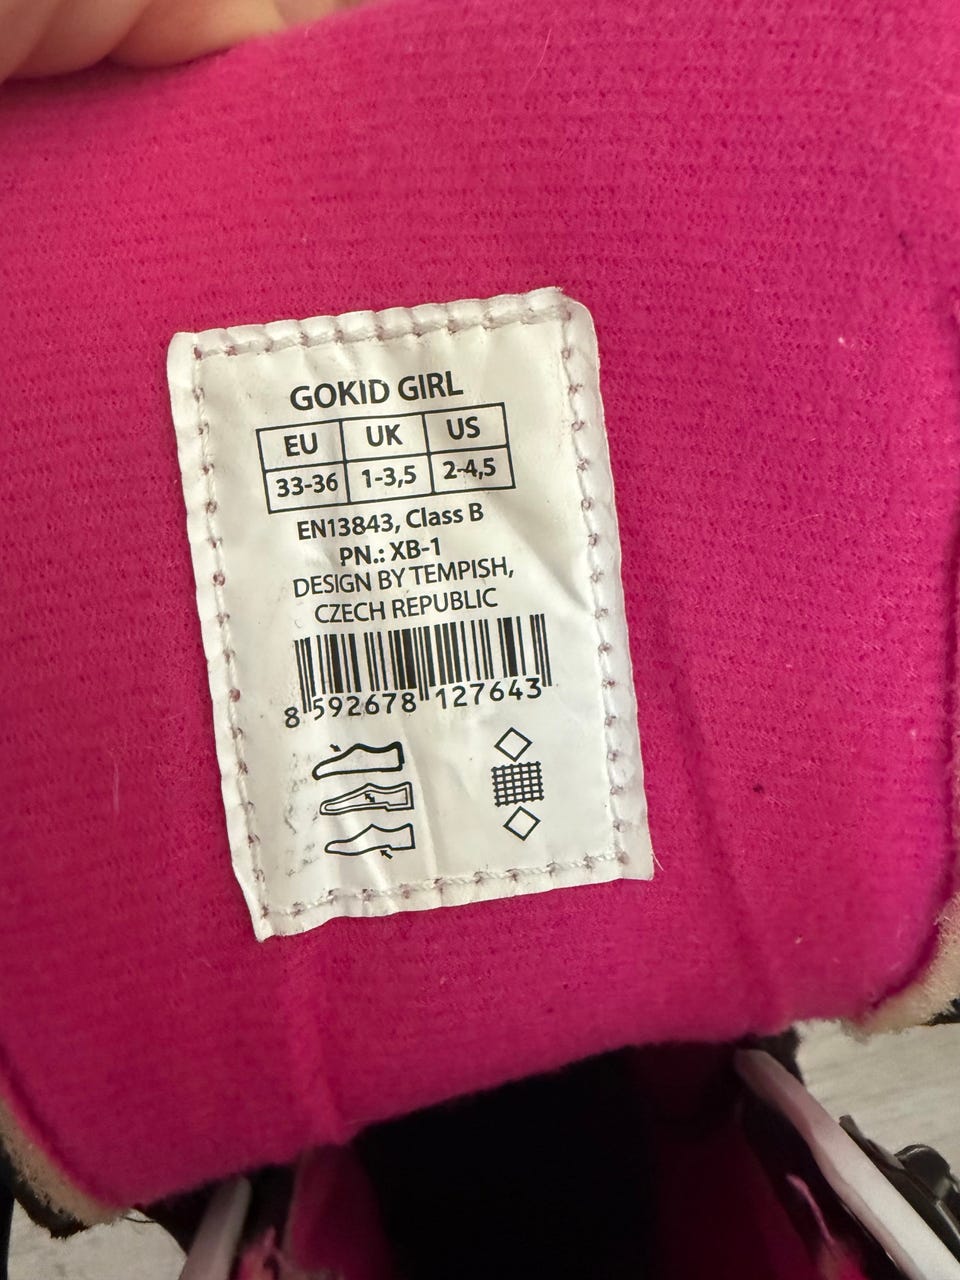 GOKID GIRL
EU UK US
33-36 1-3,5 2-4,5
EN13843, Class B
PN.: XB-1
DESIGN BY TEMPISH,
CZECH REPUBLIC
8 592678 127643